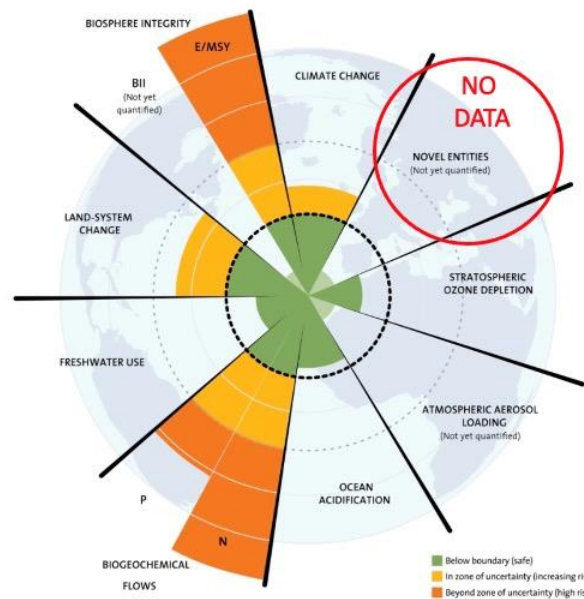 BIOSPHERE INTEGRITY
E/MSY
CLIMATE CHANGE
NO
DATA
BII
(Not yet
quantified)
NOVEL ENTITIES
(Not yet quantified)
LAND-SYSTEM
CHANGE
STRATOSPHERIC
OZONE DEPLETION
FRESHWATER USE
ATMOSPHERIC AEROSOL
LOADING
(Not yet quantified)
P
OCEAN
ACIDIFICATION
N
BIOGEOCHEMICAL
FLOWS
Below boundary (safe)
In zone of uncertainty (increasing ris
Beyond zone of uncertainty (high ris